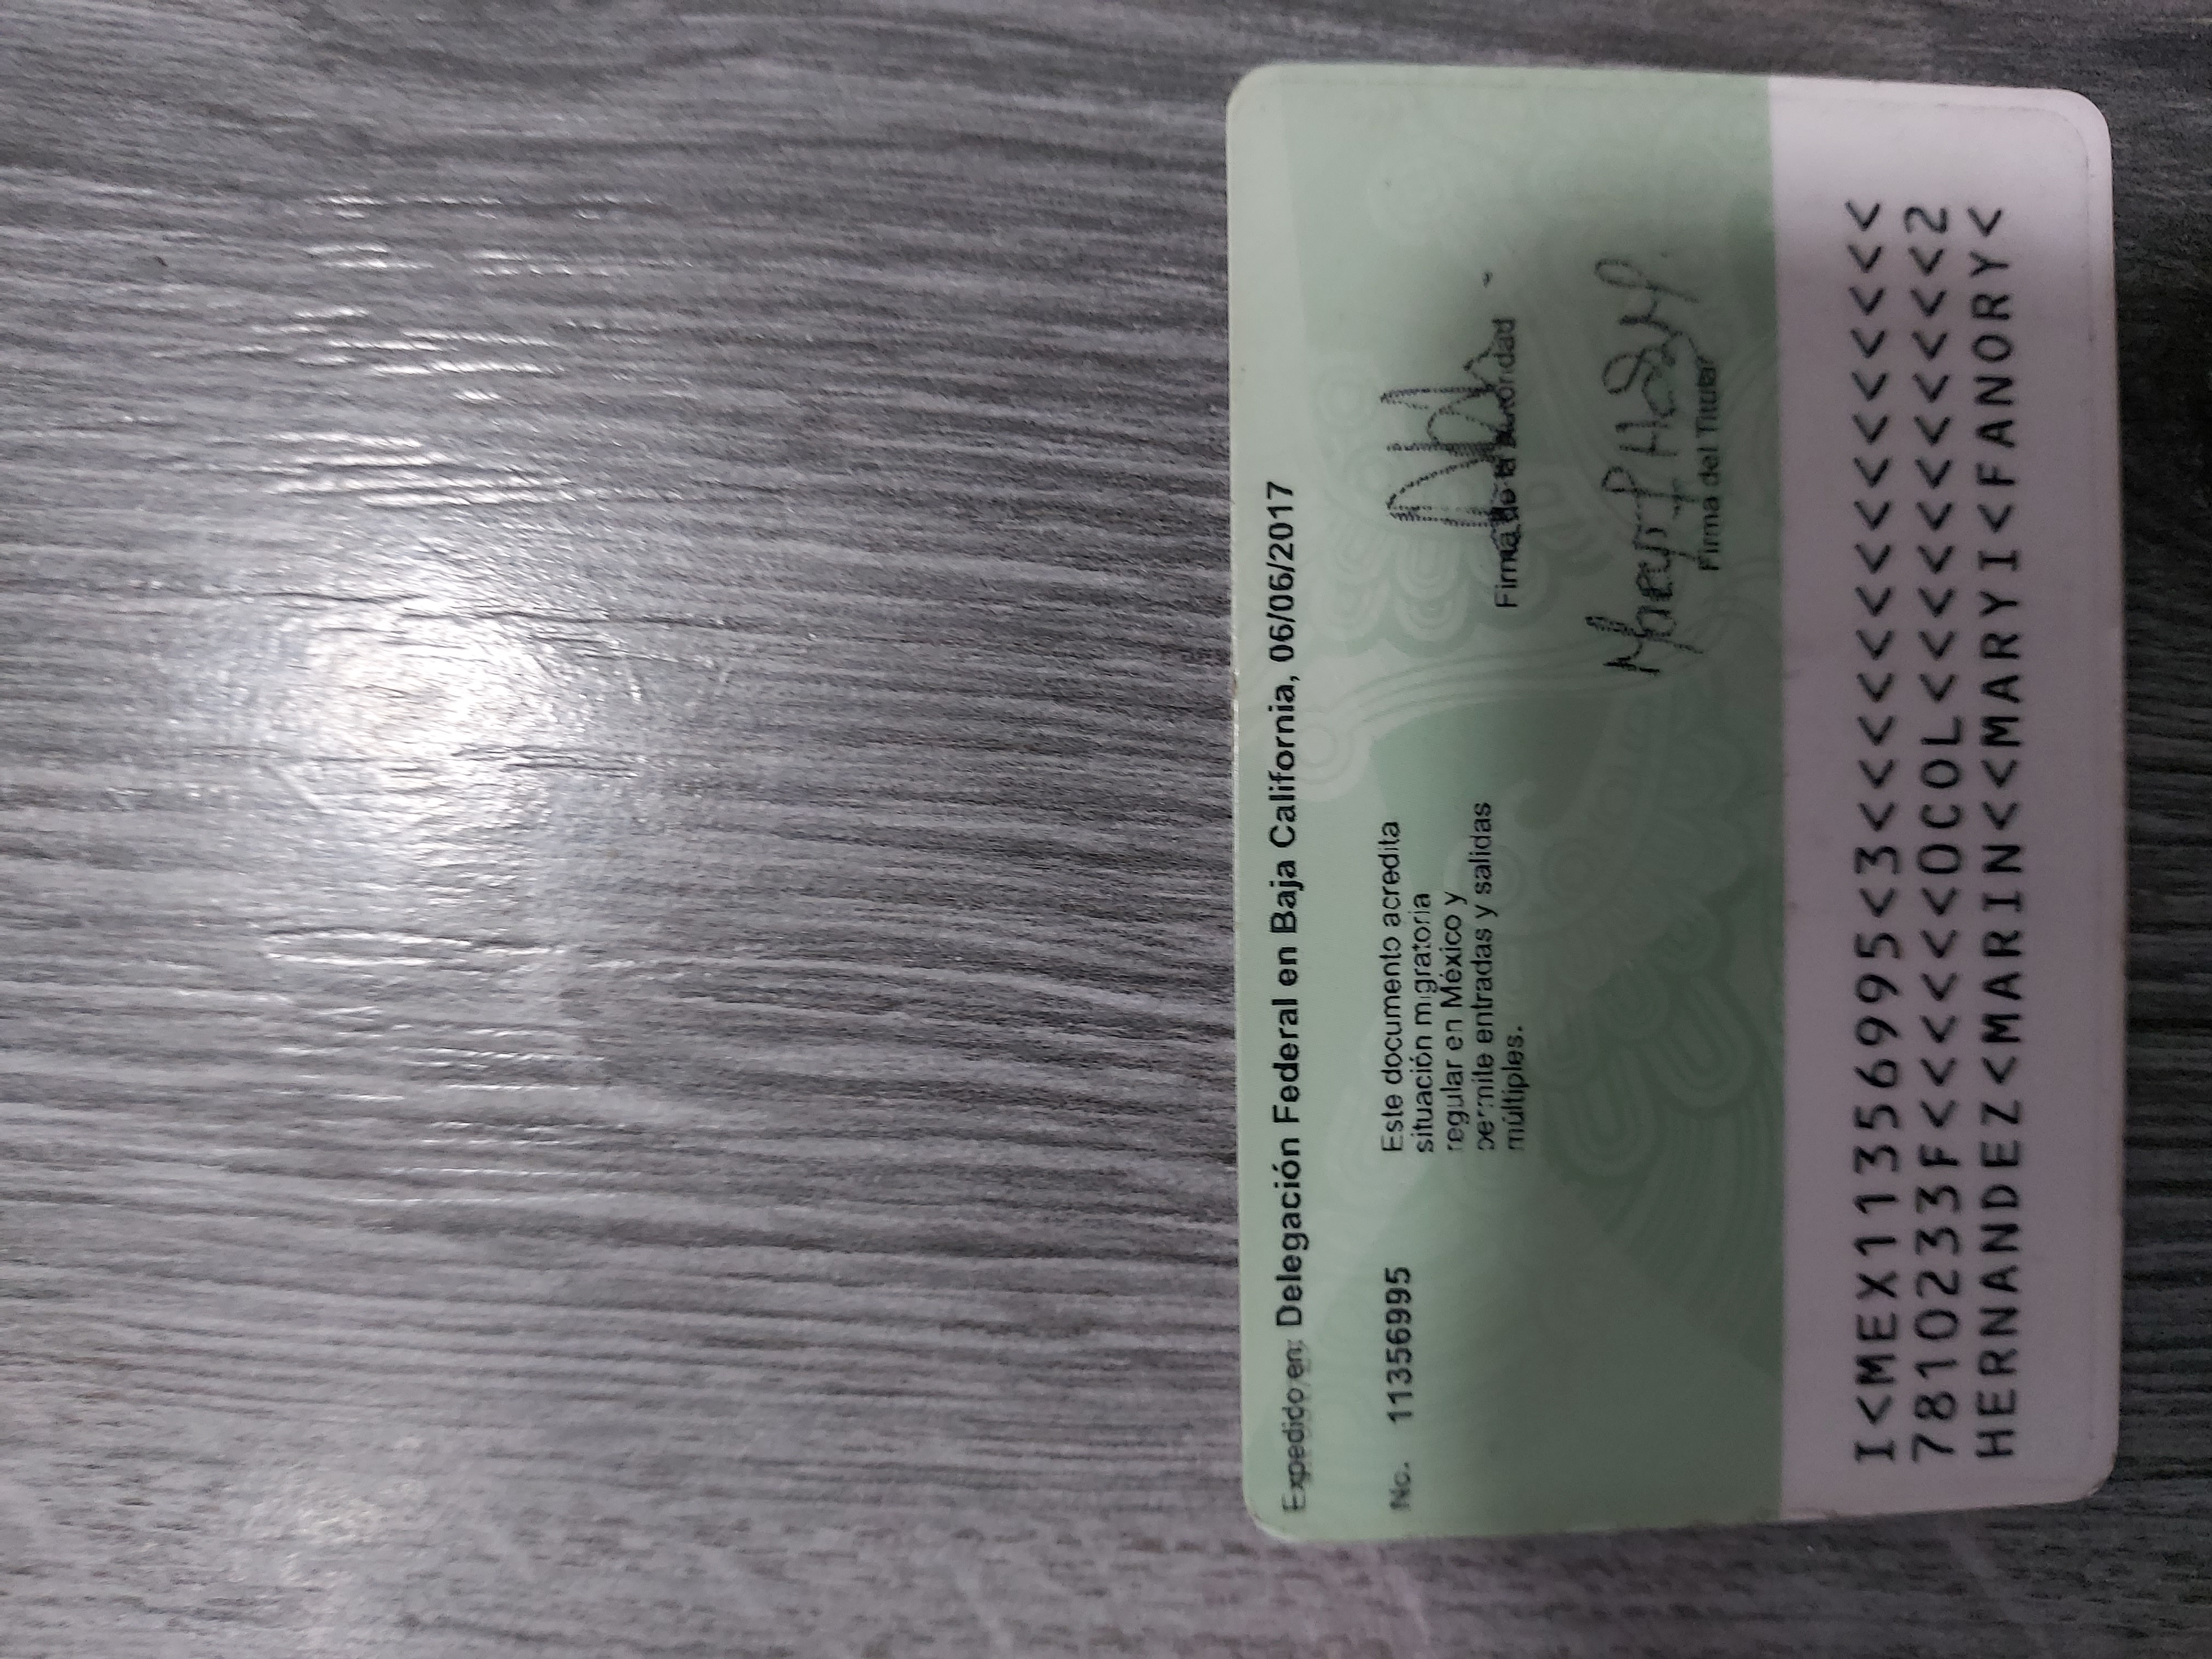 Expedido en: Delegación Federal en Baja California, 06/06/2017
No. 11356995
Este documento acredita
situación migratoria
regular en México y
permite entradas y salidas
múltiples.
Firma de la Autoridad
Firma del Titular
I<MEX11356995<3<<<<<<<<<<<<<<<
7810233F<<<<<<0COL<<<<<<<<<<<2
HERNANDEZ<MARIN<<MARYI<FANORY<